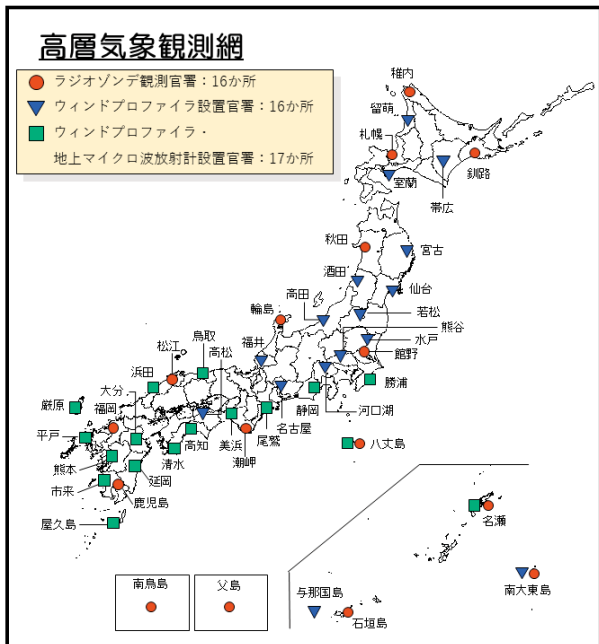 高層気象観測網
ラジオゾンデ観測官署：16か所
ウィンドプロファイラ設置官署：16か所
ウィンドプロファイラ・
地上マイクロ波放射計設置官署：17か所
稚内
留萌
札幌
室蘭
帯広
釧路
秋田
宮古
酒田
仙台
高田
若松
輪島
熊谷
水戸
福井
館野
鳥取
松江
高松
浜田
勝浦
大分
静岡
河口湖
厳原
福岡
名古屋
平戸
高知
美浜
尾鷲
八丈島
熊本
清水
潮岬
延岡
市来
鹿児島
屋久島
名瀬
南鳥島
父島
与那国島
石垣島
南大東島